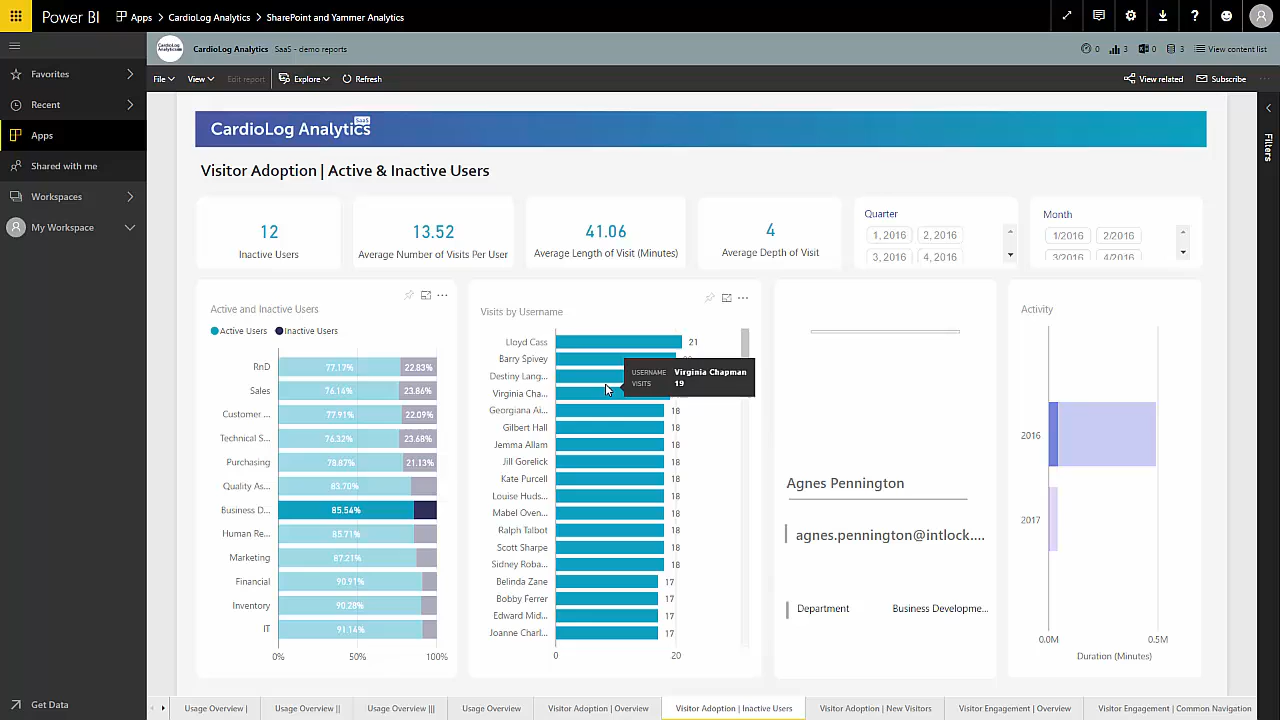 Power BI
Apps
CardioLog Analytics
SharePoint and Yammer Analytics
Favorites
Recent
Apps
Shared with me
Workspaces
My Workspace
Get Data
CardioLog Analytics SaaS - demo reports
0
3
0
3
View content list
File
View
Edit report
Explore
Refresh
View related
Subscribe
CardioLog Analytics SaaS
Visitor Adoption | Active & Inactive Users
12
Inactive Users
13.52
Average Number of Visits Per User
41.06
Average Length of Visit (Minutes)
4
Average Depth of Visit
Quarter
1, 2016 2, 2016
3, 2016 4, 2016
Month
1/2016 2/2016
3/2016 4/2016
Filters
Active and Inactive Users
Active Users Inactive Users
RnD 77.17% 22.83%
Sales 76.14% 23.86%
Customer ... 77.91% 22.09%
Technical S... 76.32% 23.68%
Purchasing 78.87% 21.13%
Quality As... 83.70%
Business D... 85.54%
Human Re... 85.71%
Marketing 87.21%
Financial 90.91%
Inventory 90.28%
IT 91.14%
0% 50% 100%
Visits by Username
Lloyd Cass 21
Barry Spivey
Destiny Lang...
Virginia Cha...
USERNAME Virginia Chapman
VISITS 19
Georgiana Ai... 18
Gilbert Hall 18
Jemma Allam 18
Jill Gorelick 18
Kate Purcell 18
Louise Huds... 18
Mabel Oven... 18
Ralph Talbot 18
Scott Sharpe 18
Sidney Roba... 18
Belinda Zane 17
Bobby Ferrer 17
Edward Mid... 17
Joanne Charl... 17
0 20
Agnes Pennington
agnes.pennington@intlock....
Department Business Developme...
Activity
2016
2017
0.0M 0.5M
Duration (Minutes)
Usage Overview |
Usage Overview ||
Usage Overview |||
Usage Overview
Visitor Adoption | Overview
Visitor Adoption | Inactive Users
Visitor Adoption | New Visitors
Visitor Engagement | Overview
Visitor Engagement | Common Navigation